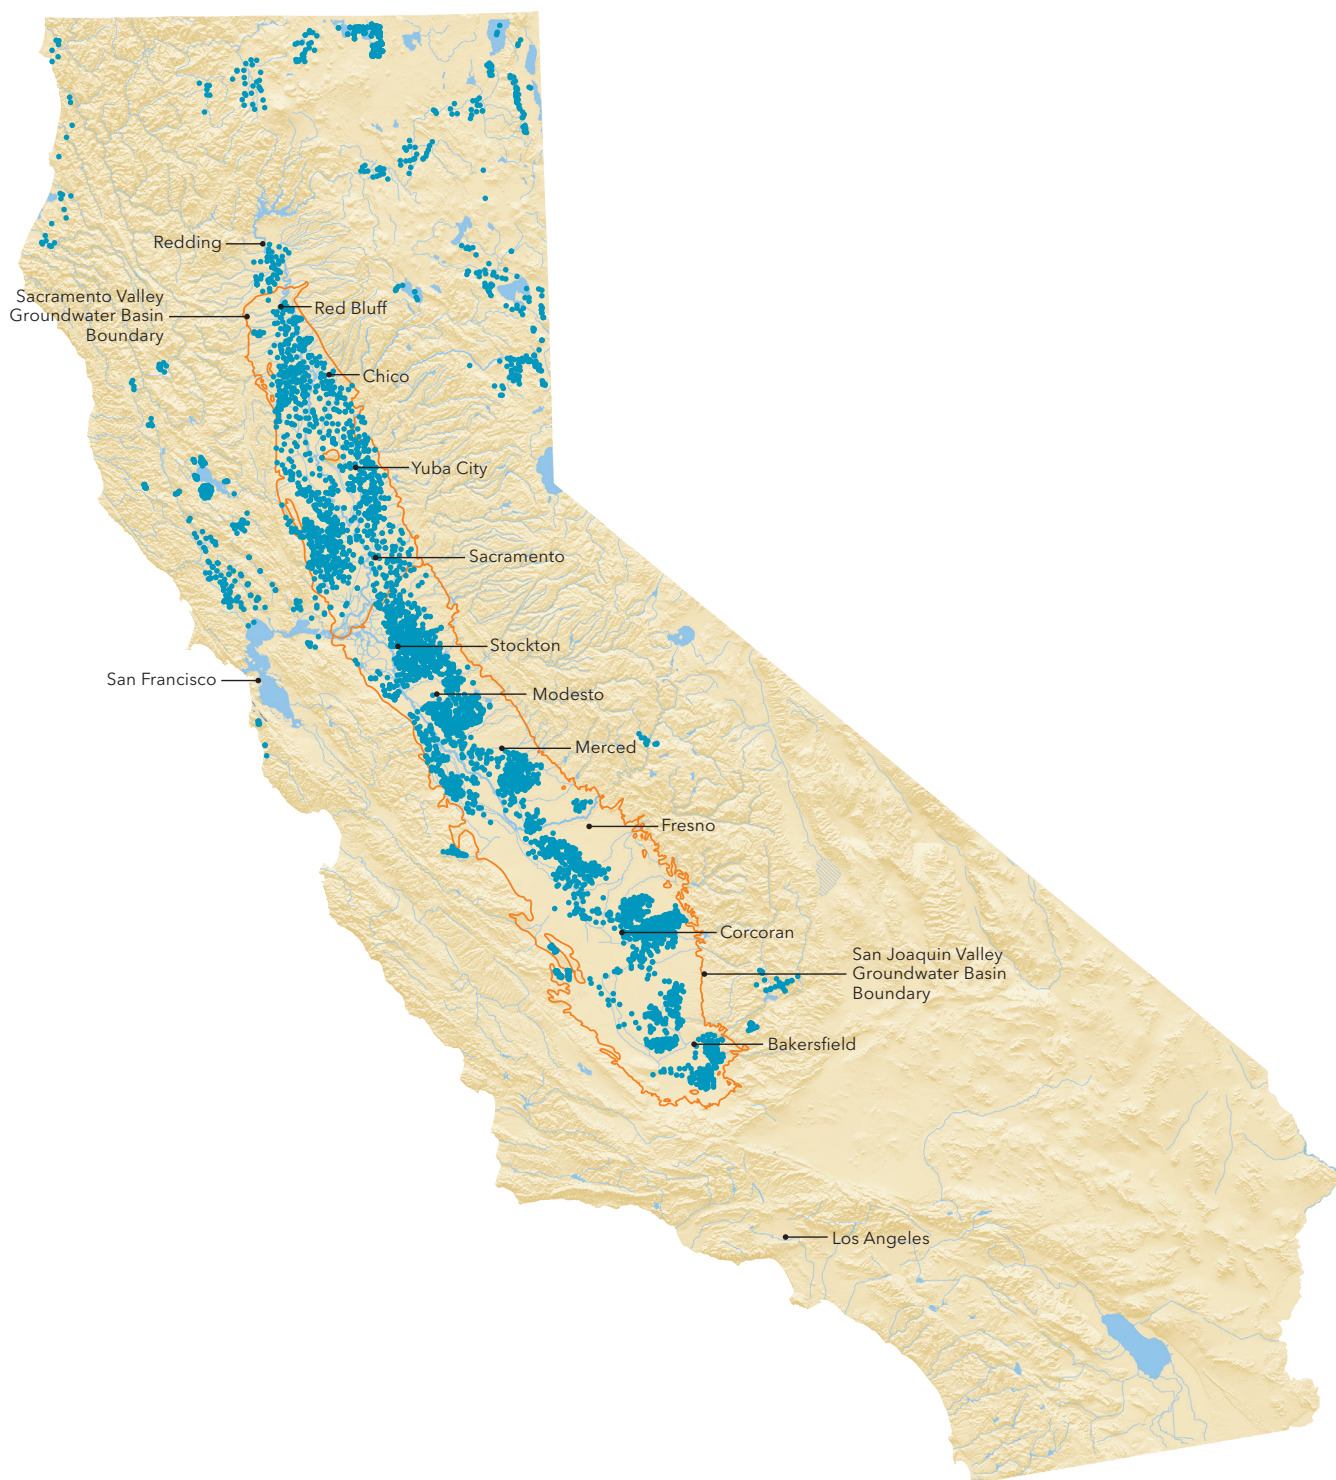 Redding
Sacramento Valley
Groundwater Basin
Boundary
Red Bluff
Chico
Yuba City
Sacramento
Stockton
San Francisco
Modesto
Merced
Fresno
Corcoran
San Joaquin Valley
Groundwater Basin
Boundary
Bakersfield
Los Angeles